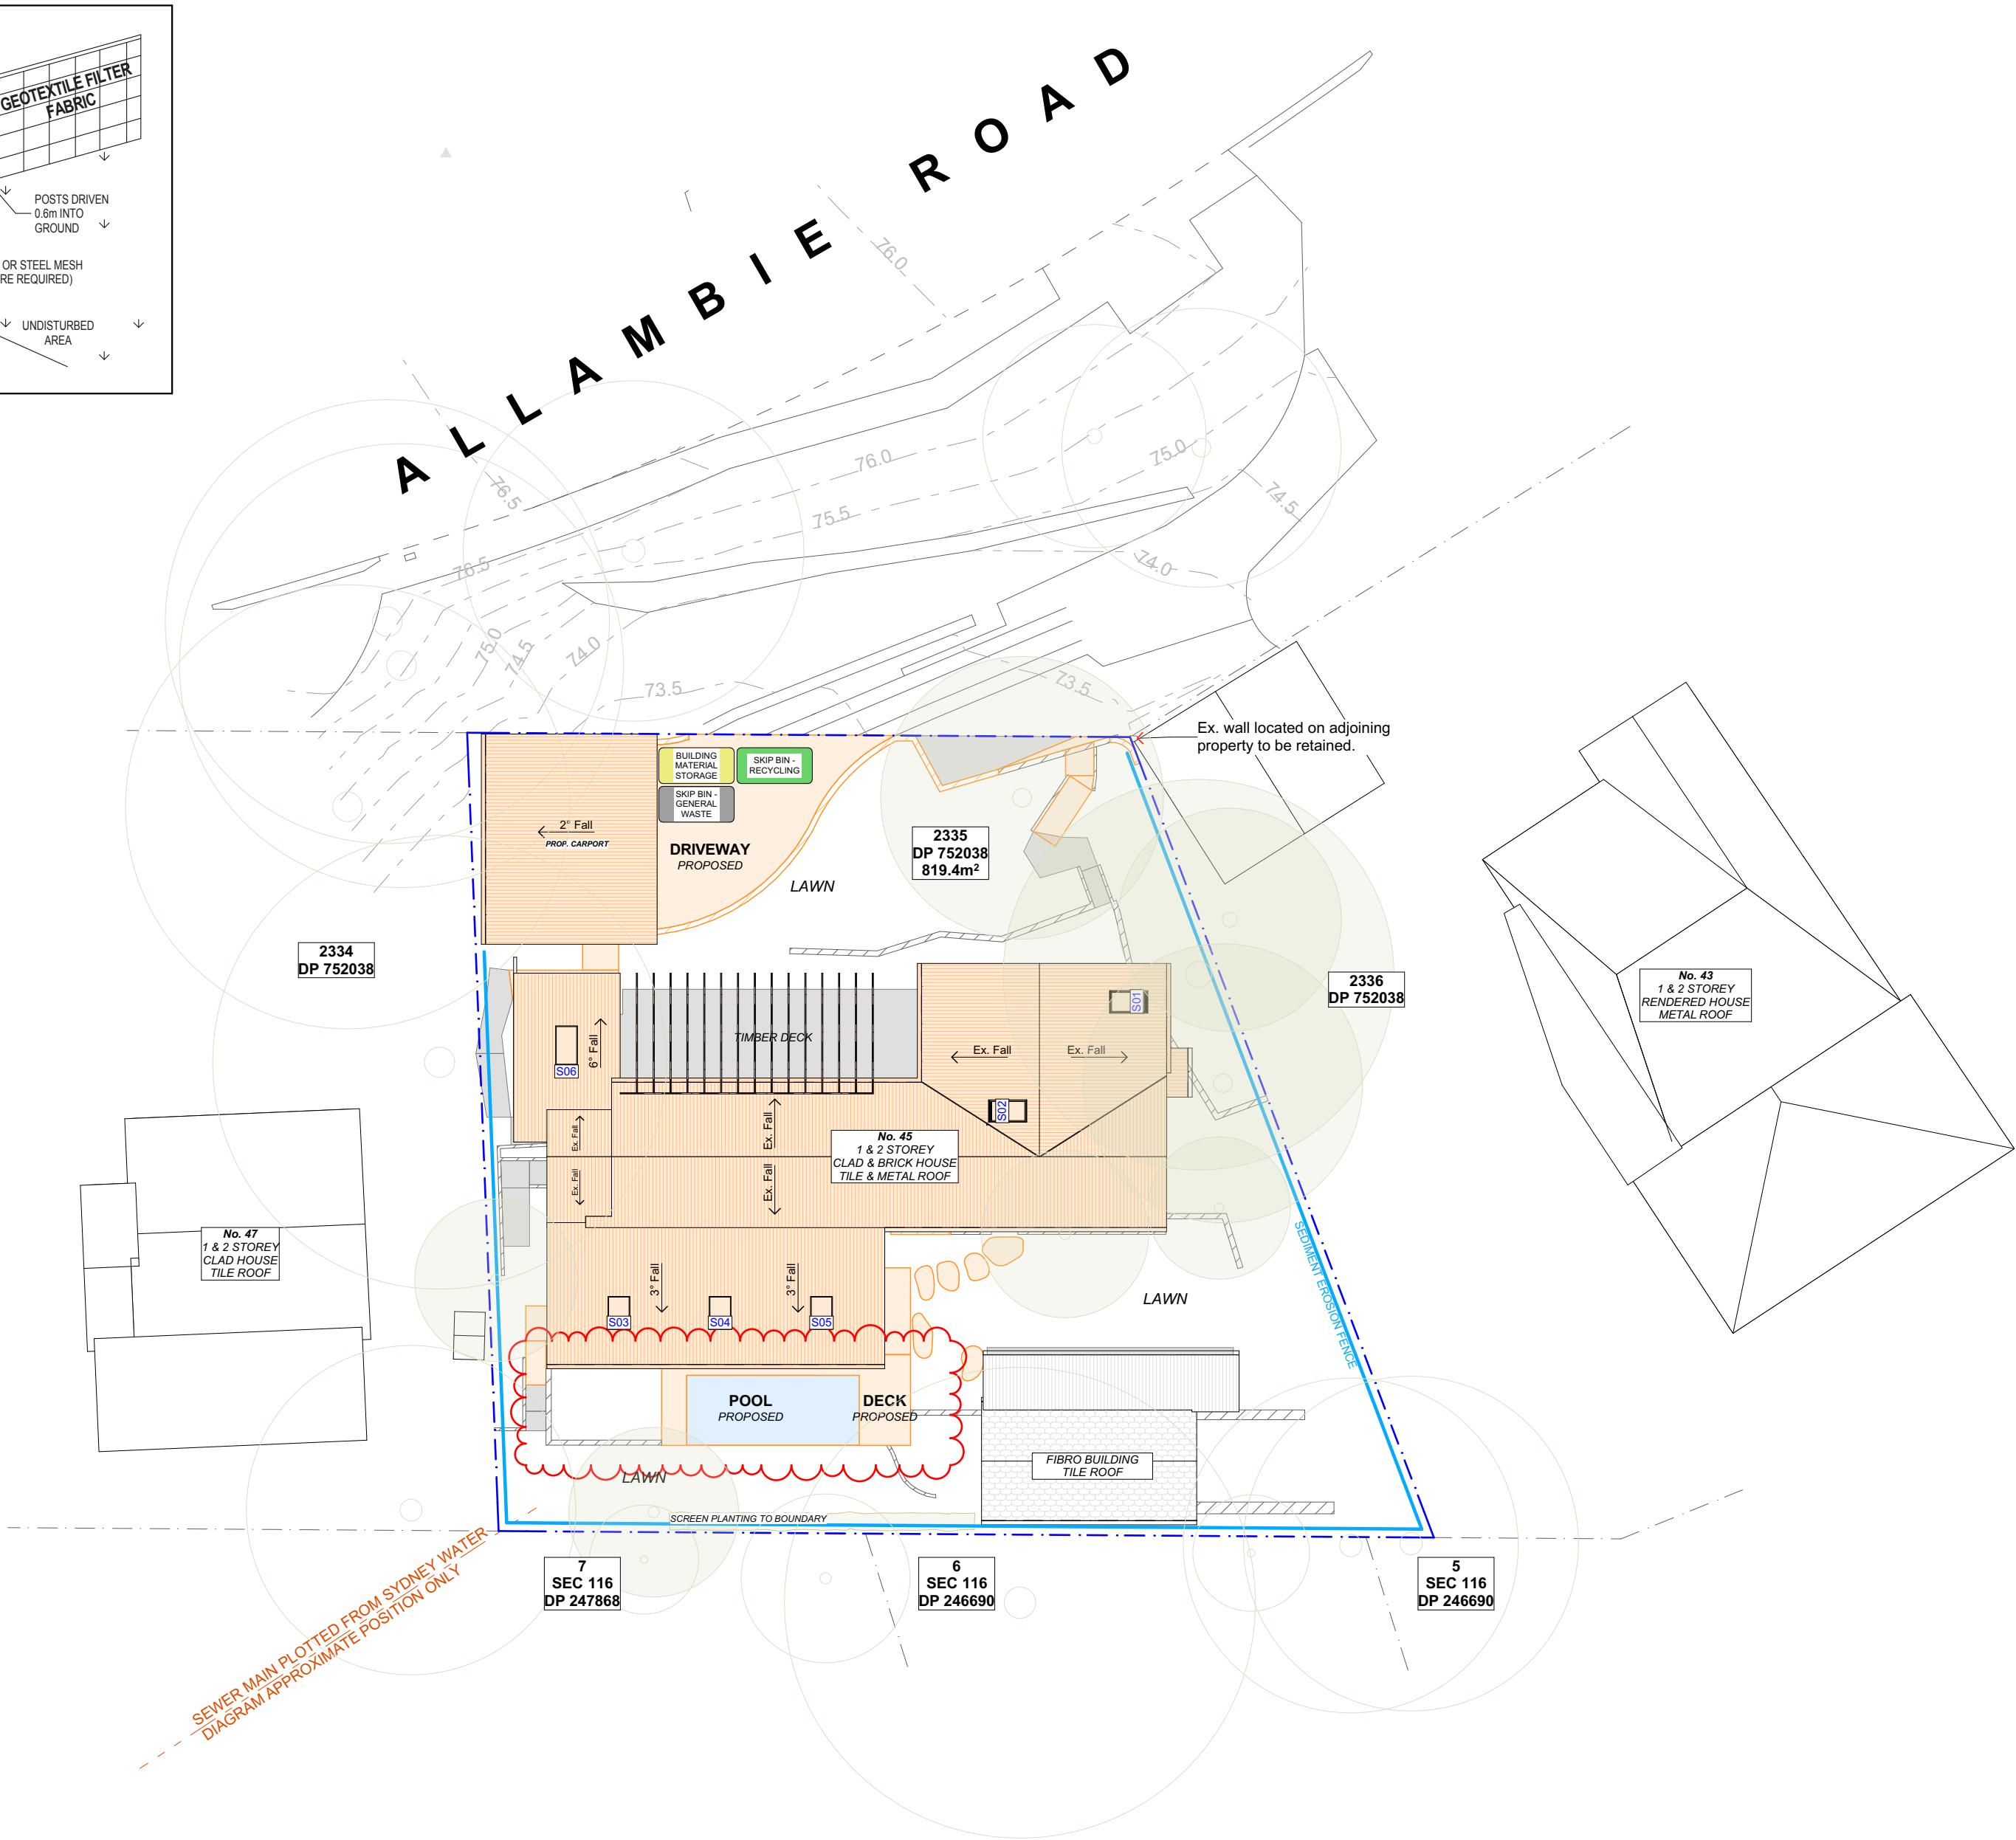 GEOTEXTILE FILTER
FABRIC
POSTS DRIVEN
0.6m INTO
GROUND
OR STEEL MESH
RE REQUIRED)
UNDISTURBED
AREA
ALLAMBIE ROAD
76.0
76.5
76.0
75.0
74.5
75.5
76.5
74.0
75.0
74.5
74.0
73.5
73.5
Ex. wall located on adjoining
property to be retained.
BUILDING
MATERIAL
STORAGE
SKIP BIN -
RECYCLING
SKIP BIN -
GENERAL
WASTE
2° Fall
PROP. CARPORT
DRIVEWAY
PROPOSED
LAWN
2335
DP 752038
819.4m²
2334
DP 752038
2336
DP 752038
No. 43
1 & 2 STOREY
RENDERED HOUSE
METAL ROOF
S01
TIMBER DECK
6° Fall
S06
Ex. Fall
Ex. Fall
S02
Ex. Fall
Ex. Fall
Ex. Fall
Ex. Fall
No. 45
1 & 2 STOREY
CLAD & BRICK HOUSE
TILE & METAL ROOF
No. 47
1 & 2 STOREY
CLAD HOUSE
TILE ROOF
3° Fall
3° Fall
S03
S04
S05
LAWN
SEDIMENT EROSION FENCE
POOL
PROPOSED
DECK
PROPOSED
FIBRO BUILDING
TILE ROOF
LAWN
SCREEN PLANTING TO BOUNDARY
SEWER MAIN PLOTTED FROM SYDNEY WATER
DIAGRAM APPROXIMATE POSITION ONLY
7
SEC 116
DP 247868
6
SEC 116
DP 246690
5
SEC 116
DP 246690